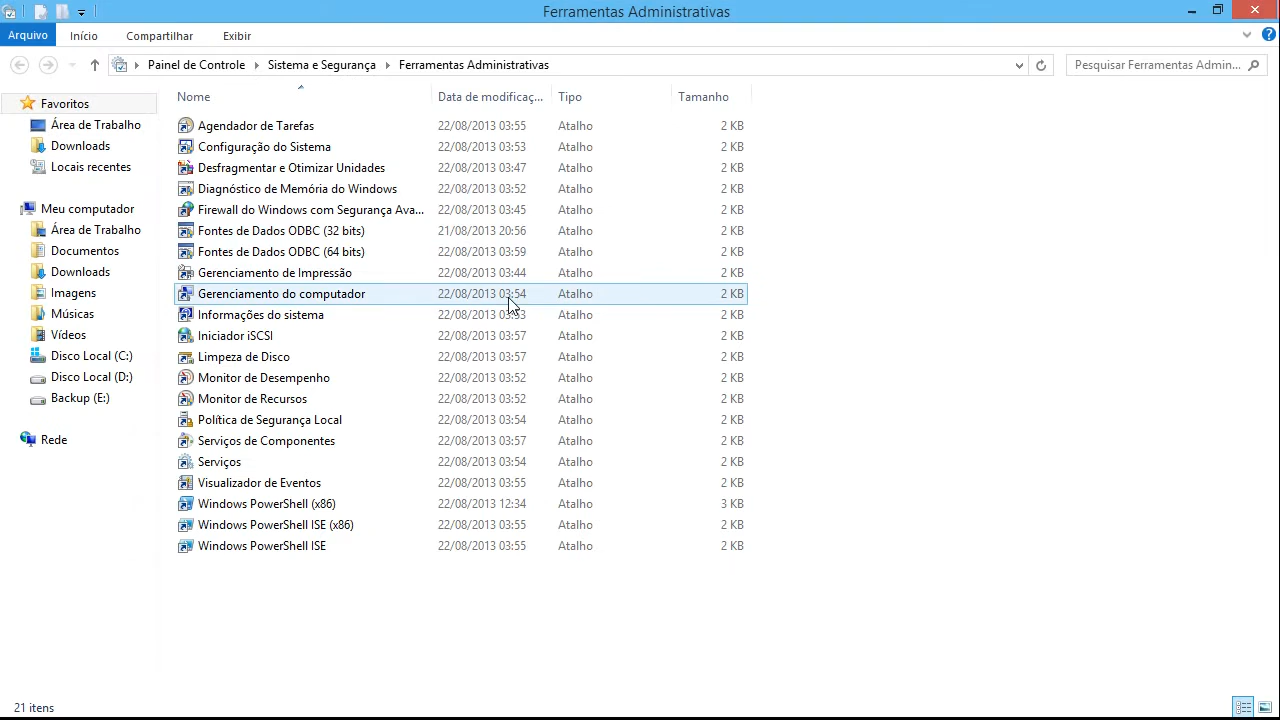 Ferramentas Administrativas
Arquivo Início Compartilhar Exibir
Painel de Controle Sistema e Segurança Ferramentas Administrativas Pesquisar Ferramentas Admin...
Favoritos
Área de Trabalho
Downloads
Locais recentes
Meu computador
Área de Trabalho
Documentos
Downloads
Imagens
Músicas
Vídeos
Disco Local (C:)
Disco Local (D:)
Backup (E:)
Rede
Nome Data de modificaç... Tipo Tamanho
Agendador de Tarefas 22/08/2013 03:55 Atalho 2 KB
Configuração do Sistema 22/08/2013 03:53 Atalho 2 KB
Desfragmentar e Otimizar Unidades 22/08/2013 03:47 Atalho 2 KB
Diagnóstico de Memória do Windows 22/08/2013 03:52 Atalho 2 KB
Firewall do Windows com Segurança Ava... 22/08/2013 03:45 Atalho 2 KB
Fontes de Dados ODBC (32 bits) 21/08/2013 20:56 Atalho 2 KB
Fontes de Dados ODBC (64 bits) 22/08/2013 03:59 Atalho 2 KB
Gerenciamento de Impressão 22/08/2013 03:44 Atalho 2 KB
Gerenciamento do computador 22/08/2013 03:54 Atalho 2 KB
Informações do sistema 22/08/2013 03:53 Atalho 2 KB
Iniciador iSCSI 22/08/2013 03:57 Atalho 2 KB
Limpeza de Disco 22/08/2013 03:57 Atalho 2 KB
Monitor de Desempenho 22/08/2013 03:52 Atalho 2 KB
Monitor de Recursos 22/08/2013 03:52 Atalho 2 KB
Política de Segurança Local 22/08/2013 03:54 Atalho 2 KB
Serviços de Componentes 22/08/2013 03:57 Atalho 2 KB
Serviços 22/08/2013 03:54 Atalho 2 KB
Visualizador de Eventos 22/08/2013 03:55 Atalho 2 KB
Windows PowerShell (x86) 22/08/2013 12:34 Atalho 3 KB
Windows PowerShell ISE (x86) 22/08/2013 03:55 Atalho 2 KB
Windows PowerShell ISE 22/08/2013 03:55 Atalho 2 KB
21 itens